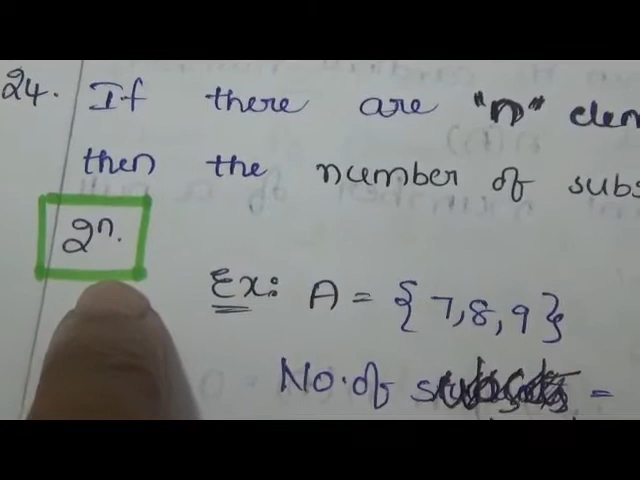 24. If there are "n" elem
then the number of subs
2ⁿ.
Ex: A = {7,8,9}
No. of subsets =